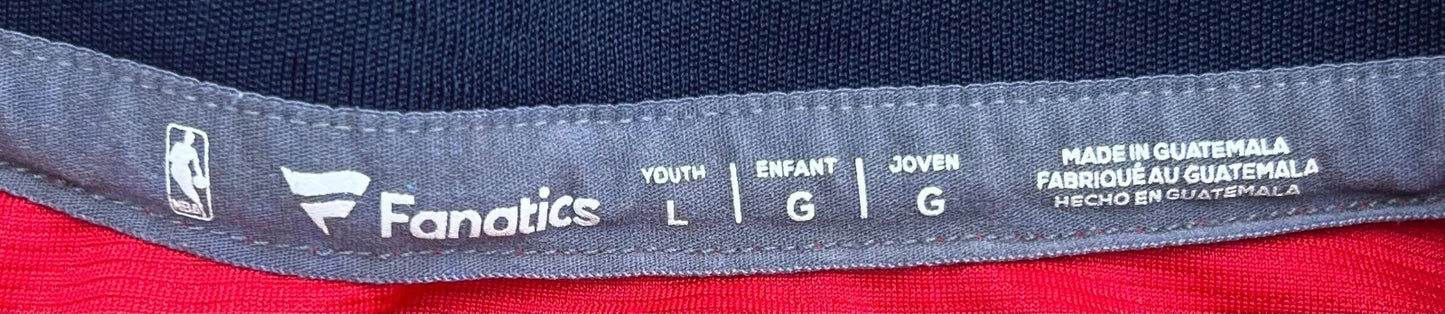 NBA
Fanatics
YOUTH
L
ENFANT
G
JOVEN
G
MADE IN GUATEMALA
FABRIQUÉ AU GUATEMALA
HECHO EN GUATEMALA